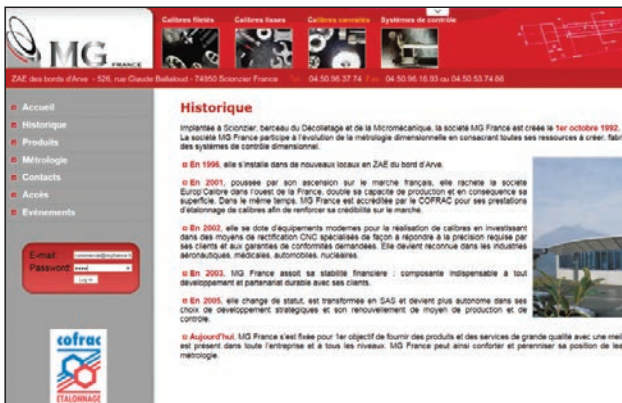 Calibres filetés
Calibres lisses
Calibres cannelés
Systèmes de contrôle
MG FRANCE
ZAE des bords d'Arve - 526, rue Claude Ballaloud - 74950 Scionzier France Tel : 04.50.96.37.74 Fax : 04.50.96.16.93 ou 04.50.53.74.66
Accueil
Historique
Produits
Métrologie
Contacts
Accès
Evénements
E-mail:
Password:
Log in
cofrac
ETALONNAGE
Historique
Implantée à Scionzier, berceau du Décolletage et de la Micromécanique, la société MG France est créée le 1er octobre 1992.
La société MG France participe à l'évolution de la métrologie dimensionnelle en consacrant toutes ses ressources à créer, fabri
des systèmes de contrôle dimensionnel.
En 1996, elle s'installe dans de nouveaux locaux en ZAE du bord d'Arve.
En 2001, poussée par son ascension sur le marché français, elle rachète la société
Europ'Calibre dans l'ouest de la France, double sa capacité de production et en conséquence sa
superficie. Dans le même temps, MG France est accréditée par le COFRAC pour ses prestations
d'étalonnage de calibres afin de renforcer sa crédibilité sur le marché.
En 2002, elle se dote d'équipements modernes pour la réalisation de calibres en investissant
dans des moyens de rectification CNC spécialisés de façon à répondre à la précision requise par
ses clients et aux garanties de conformités demandées. Elle devient reconnue dans les industries
aéronautiques, médicales, automobiles, nucléaires.
En 2003, MG France assoit sa stabilité financière : composante indispensable à tout
développement et partenariat durable avec ses clients.
En 2005, elle change de statut, est transformée en SAS et devient plus autonome dans ses
choix de développement stratégiques et son renouvellement de moyen de production et de
contrôle.
Aujourd'hui, MG France s'est fixée pour 1er objectif de fournir des produits et des services de grande qualité avec une meil
est présent dans toute l'entreprise et à tous les niveaux. MG France peut ainsi conforter et pérenniser sa position de lea
métrologie.